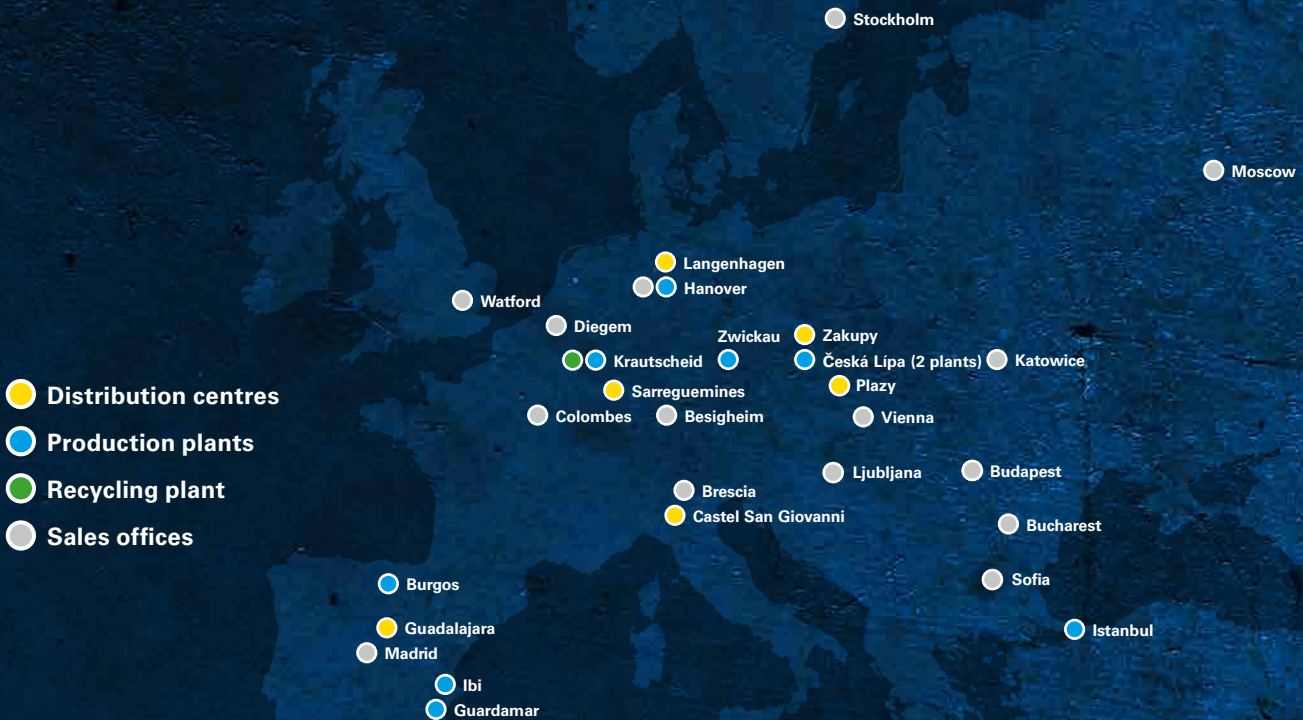 Stockholm
Moscow
Langenhagen
Hanover
Watford
Diegem
Zwickau
Zakupy
Krautscheid
Česká Lípa (2 plants)
Katowice
Plazy
Sarreguemines
Distribution centres
Colombes
Besigheim
Vienna
Production plants
Ljubljana
Budapest
Recycling plant
Brescia
Castel San Giovanni
Bucharest
Sales offices
Sofia
Burgos
Guadalajara
Istanbul
Madrid
Ibi
Guardamar